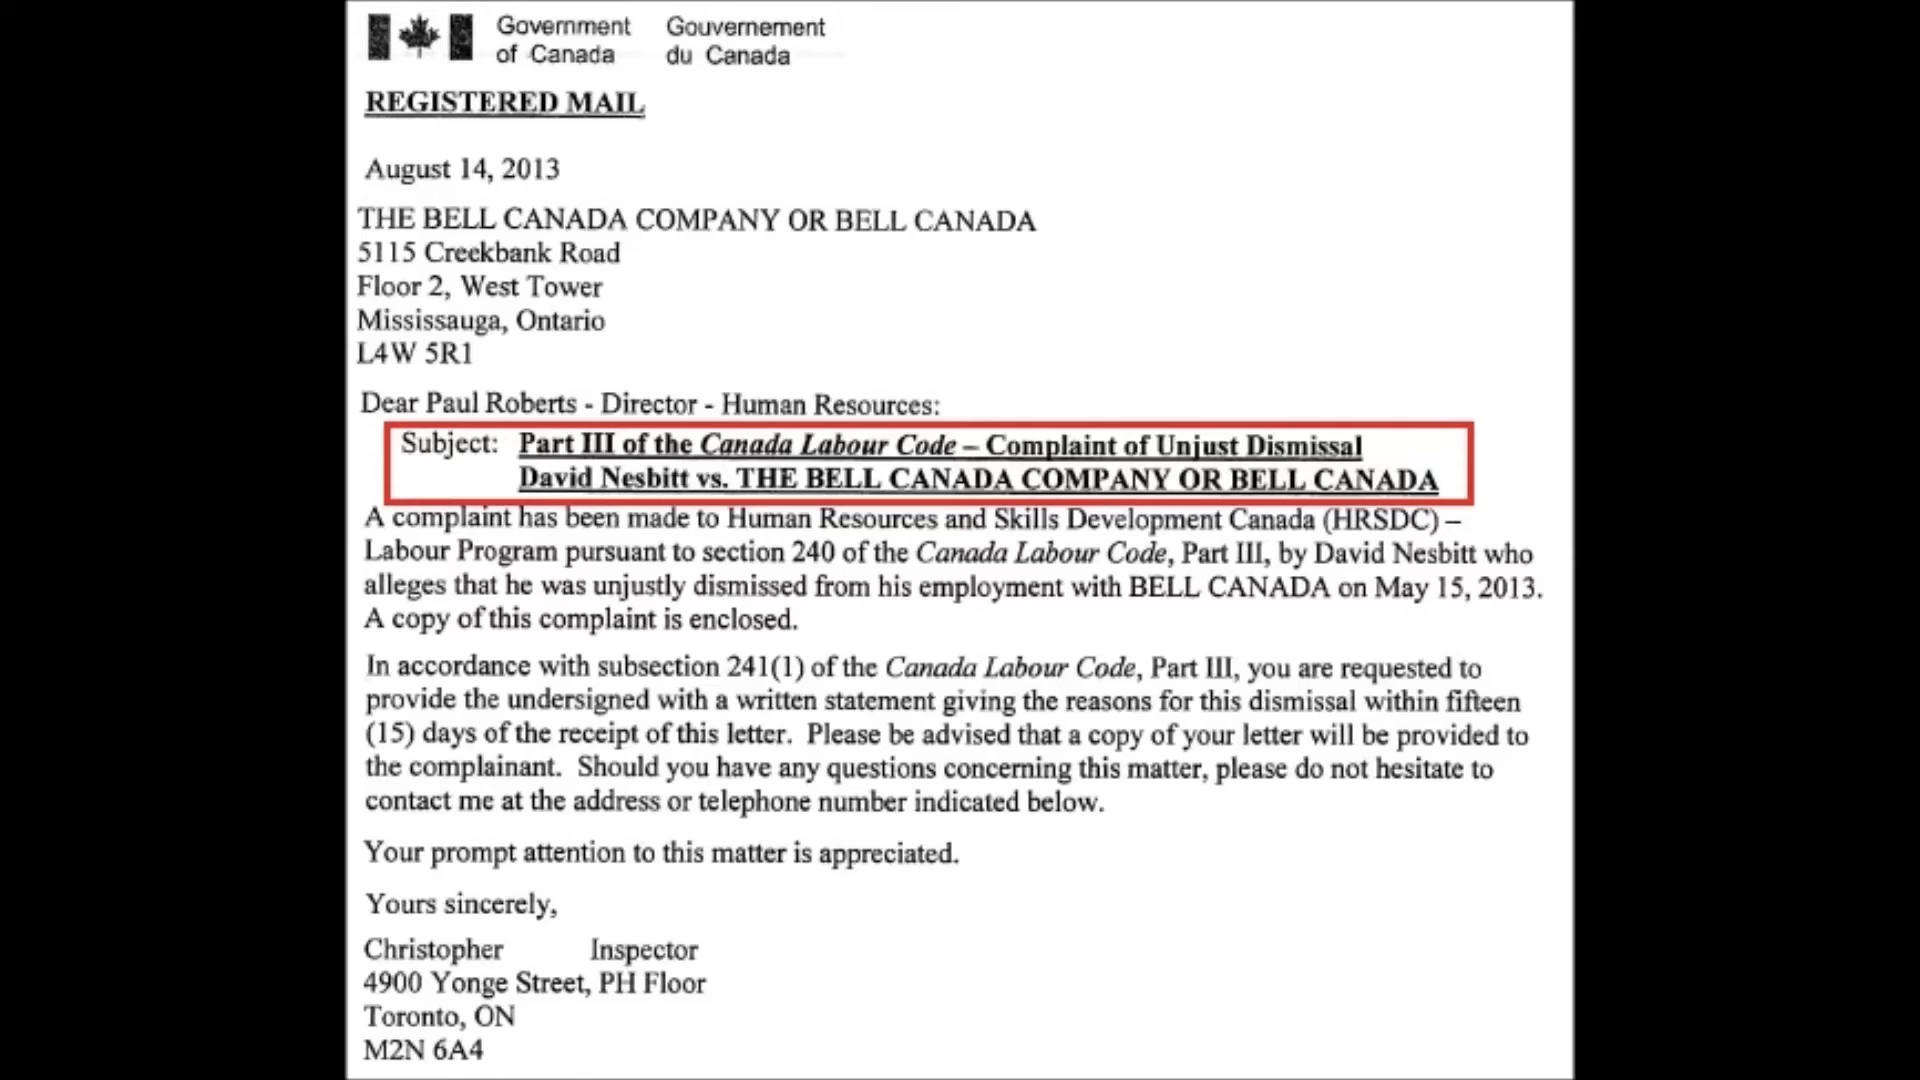 Government of Canada
Gouvernement du Canada
REGISTERED MAIL
August 14, 2013
THE BELL CANADA COMPANY OR BELL CANADA
5115 Creekbank Road
Floor 2, West Tower
Mississauga, Ontario
L4W 5R1
Dear Paul Roberts - Director - Human Resources:
Subject: Part III of the Canada Labour Code – Complaint of Unjust Dismissal
David Nesbitt vs. THE BELL CANADA COMPANY OR BELL CANADA
A complaint has been made to Human Resources and Skills Development Canada (HRSDC) –
Labour Program pursuant to section 240 of the Canada Labour Code, Part III, by David Nesbitt who
alleges that he was unjustly dismissed from his employment with BELL CANADA on May 15, 2013.
A copy of this complaint is enclosed.
In accordance with subsection 241(1) of the Canada Labour Code, Part III, you are requested to
provide the undersigned with a written statement giving the reasons for this dismissal within fifteen
(15) days of the receipt of this letter. Please be advised that a copy of your letter will be provided to
the complainant. Should you have any questions concerning this matter, please do not hesitate to
contact me at the address or telephone number indicated below.
Your prompt attention to this matter is appreciated.
Yours sincerely,
Christopher Inspector
4900 Yonge Street, PH Floor
Toronto, ON
M2N 6A4